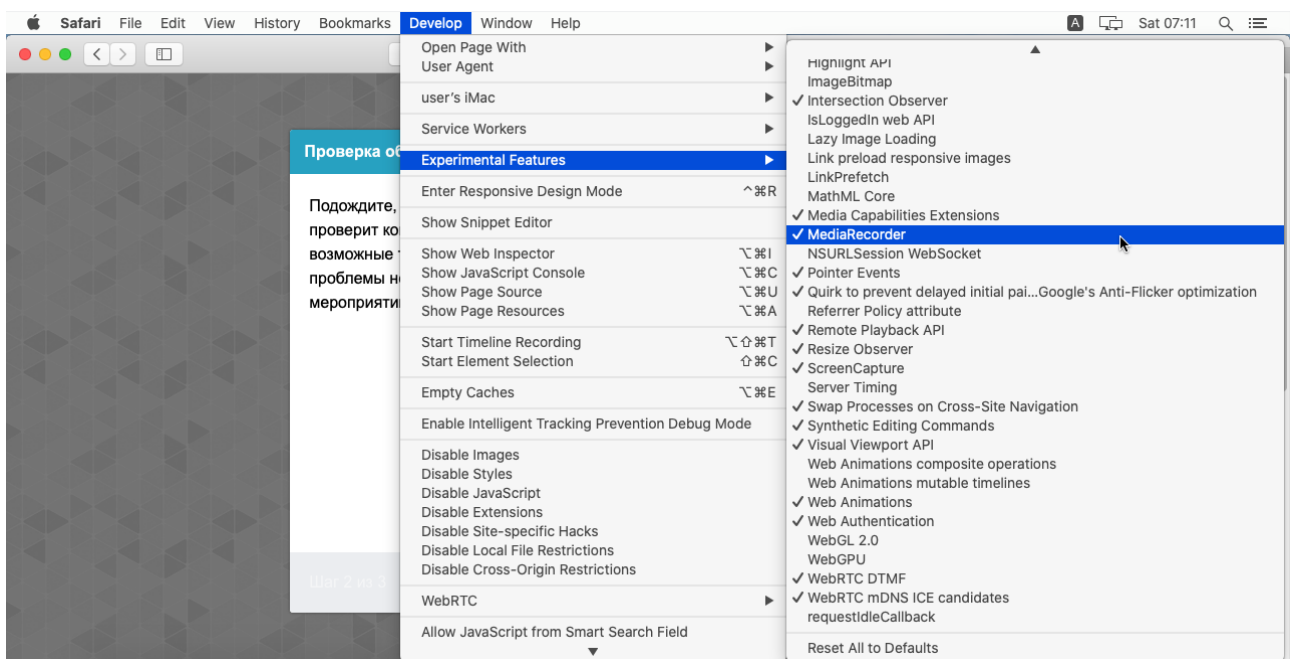 Safari File Edit View History Bookmarks Develop Window Help A Sat 07:11
Проверка об
Подождите,
проверит ко
возможные
проблемы н
мероприяти
Шаг 2 из 3
Open Page With
User Agent
user's iMac
Service Workers
Experimental Features
Enter Responsive Design Mode ^⌘R
Show Snippet Editor
Show Web Inspector ⌥⌘I
Show JavaScript Console ⌥⌘C
Show Page Source ⌥⌘U
Show Page Resources ⌥⌘A
Start Timeline Recording ⌥⇧⌘T
Start Element Selection ⇧⌘C
Empty Caches ⌥⌘E
Enable Intelligent Tracking Prevention Debug Mode
Disable Images
Disable Styles
Disable JavaScript
Disable Extensions
Disable Site-specific Hacks
Disable Local File Restrictions
Disable Cross-Origin Restrictions
WebRTC
Allow JavaScript from Smart Search Field
Highlight API
ImageBitmap
✓ Intersection Observer
IsLoggedIn web API
Lazy Image Loading
Link preload responsive images
LinkPrefetch
MathML Core
✓ Media Capabilities Extensions
✓ MediaRecorder
NSURLSession WebSocket
✓ Pointer Events
✓ Quirk to prevent delayed initial pai...Google's Anti-Flicker optimization
Referrer Policy attribute
✓ Remote Playback API
✓ Resize Observer
✓ ScreenCapture
Server Timing
✓ Swap Processes on Cross-Site Navigation
✓ Synthetic Editing Commands
✓ Visual Viewport API
Web Animations composite operations
Web Animations mutable timelines
✓ Web Animations
✓ Web Authentication
WebGL 2.0
WebGPU
✓ WebRTC DTMF
✓ WebRTC mDNS ICE candidates
requestIdleCallback
Reset All to Defaults